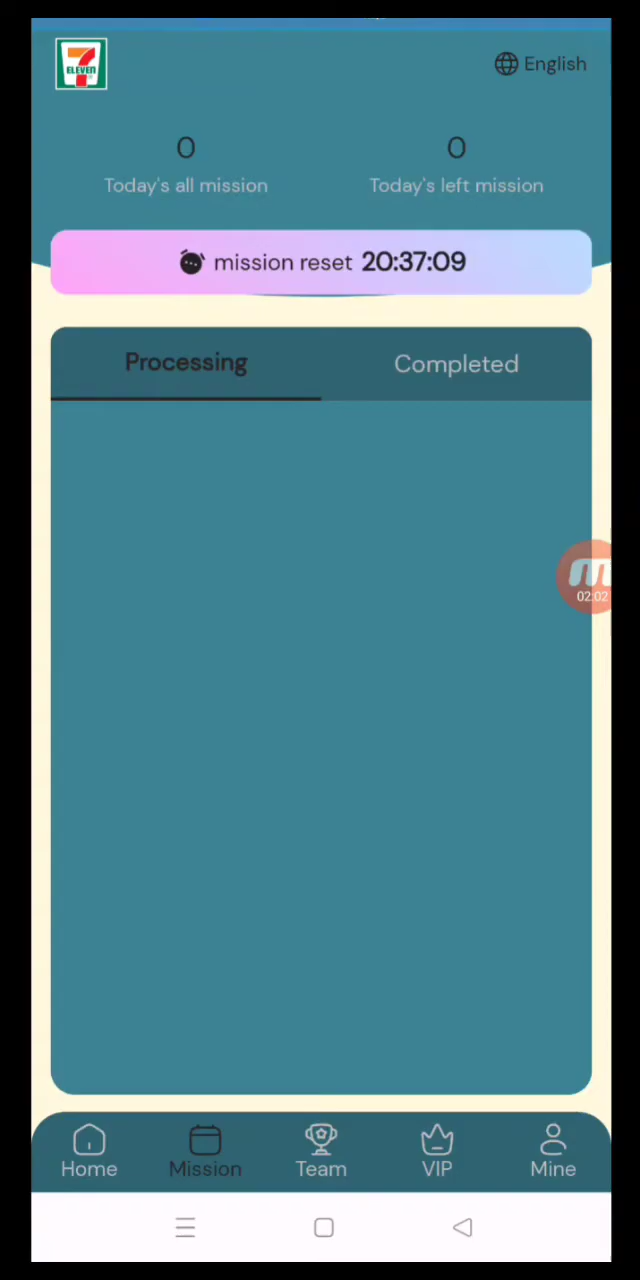 7
ELEVEN
English
0
0
Today's all mission
Today's left mission
mission reset 20:37:09
Processing
Completed
02:02
Home
Mission
Team
VIP
Mine